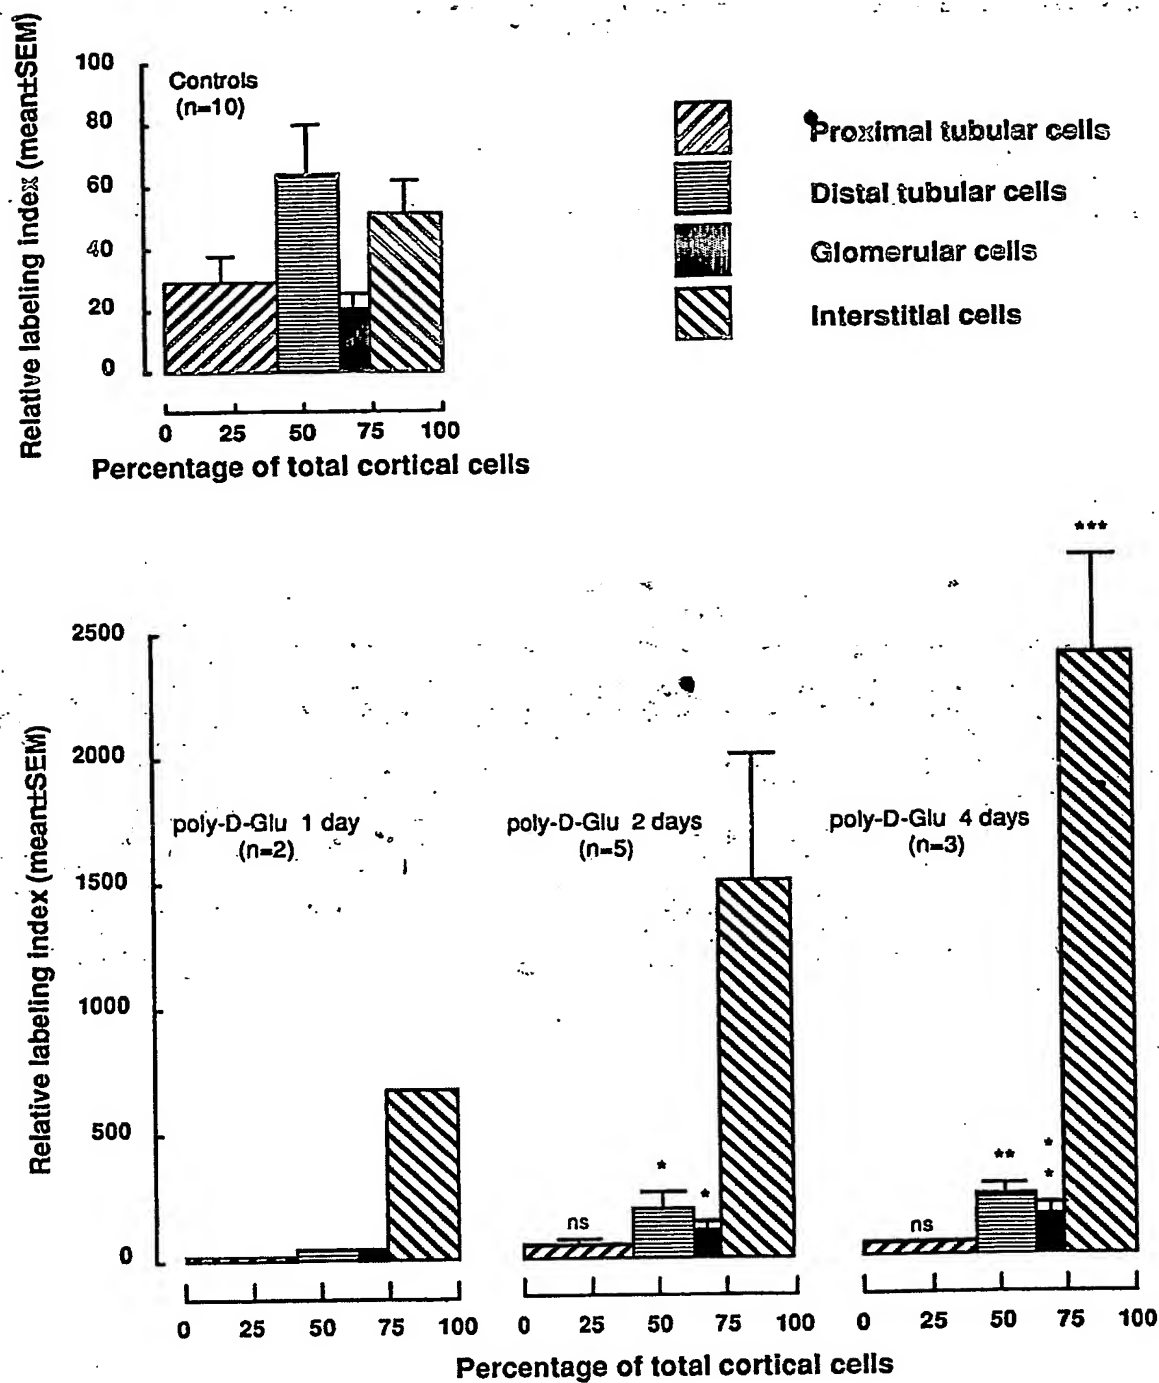 Relative labeling index (mean±SEM)
100
80
60
40
20
0
Controls
(n=10)
0 25 50 75 100
Percentage of total cortical cells
Proximal tubular cells
Distal tubular cells
Glomerular cells
Interstitial cells
Relative labeling index (mean±SEM)
2500
2000
1500
1000
500
0
poly-D-Glu 1 day
(n=2)
0 25 50 75 100
poly-D-Glu 2 days
(n=5)
ns
*
*
0 25 50 75 100
poly-D-Glu 4 days
(n=3)
ns
**
*
*
***
0 25 50 75 100
Percentage of total cortical cells